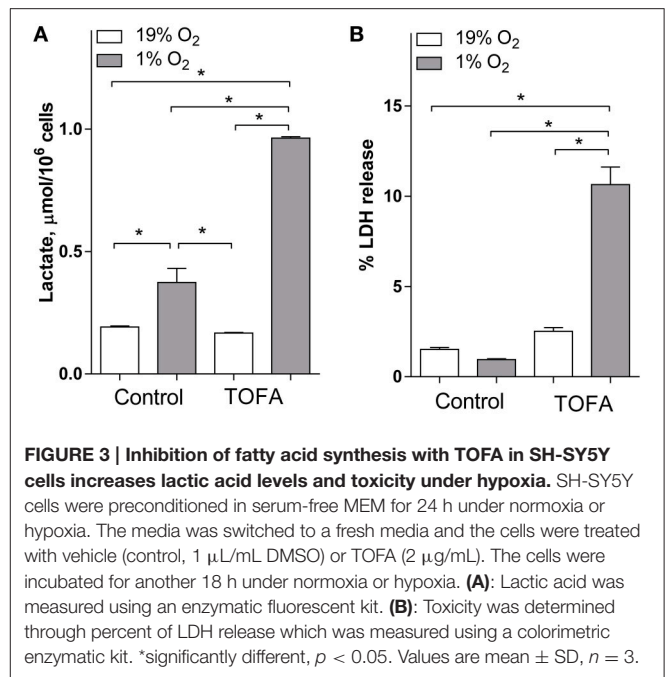 A
B
19% O2
1% O2
19% O2
1% O2
*
*
*
*
*
Lactate, μmol/10⁶ cells
1.0
0.5
0.0
Control
TOFA
*
*
*
% LDH release
15
10
5
0
Control
TOFA
FIGURE 3 | Inhibition of fatty acid synthesis with TOFA in SH-SY5Y
cells increases lactic acid levels and toxicity under hypoxia. SH-SY5Y
cells were preconditioned in serum-free MEM for 24 h under normoxia or
hypoxia. The media was switched to a fresh media and the cells were treated
with vehicle (control, 1 μL/mL DMSO) or TOFA (2 μg/mL). The cells were
incubated for another 18 h under normoxia or hypoxia. (A): Lactic acid was
measured using an enzymatic fluorescent kit. (B): Toxicity was determined
through percent of LDH release which was measured using a colorimetric
enzymatic kit. *significantly different, p < 0.05. Values are mean ± SD, n = 3.